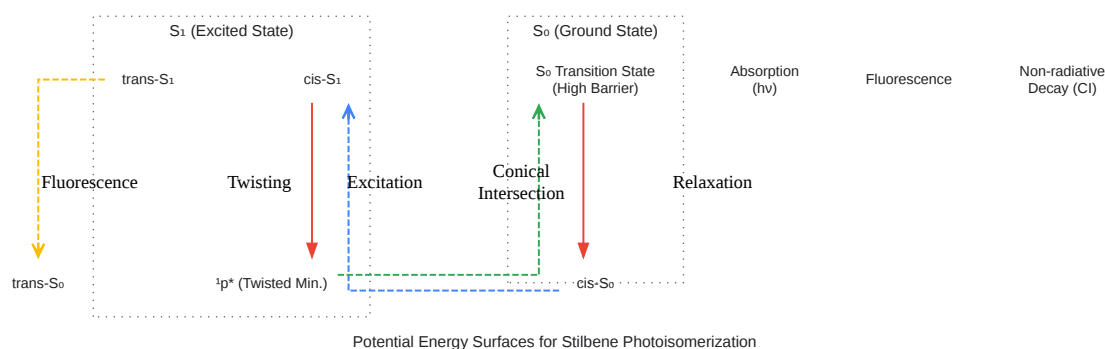 S₁ (Excited State)
S₀ (Ground State)
trans-S₁
cis-S₁
S₀ Transition State
(High Barrier)
Absorption
(hν)
Fluorescence
Non-radiative
Decay (CI)
Fluorescence
Twisting
Excitation
Conical
Intersection
Relaxation
trans-S₀
¹p* (Twisted Min.)
cis-S₀
Potential Energy Surfaces for Stilbene Photoisomerization